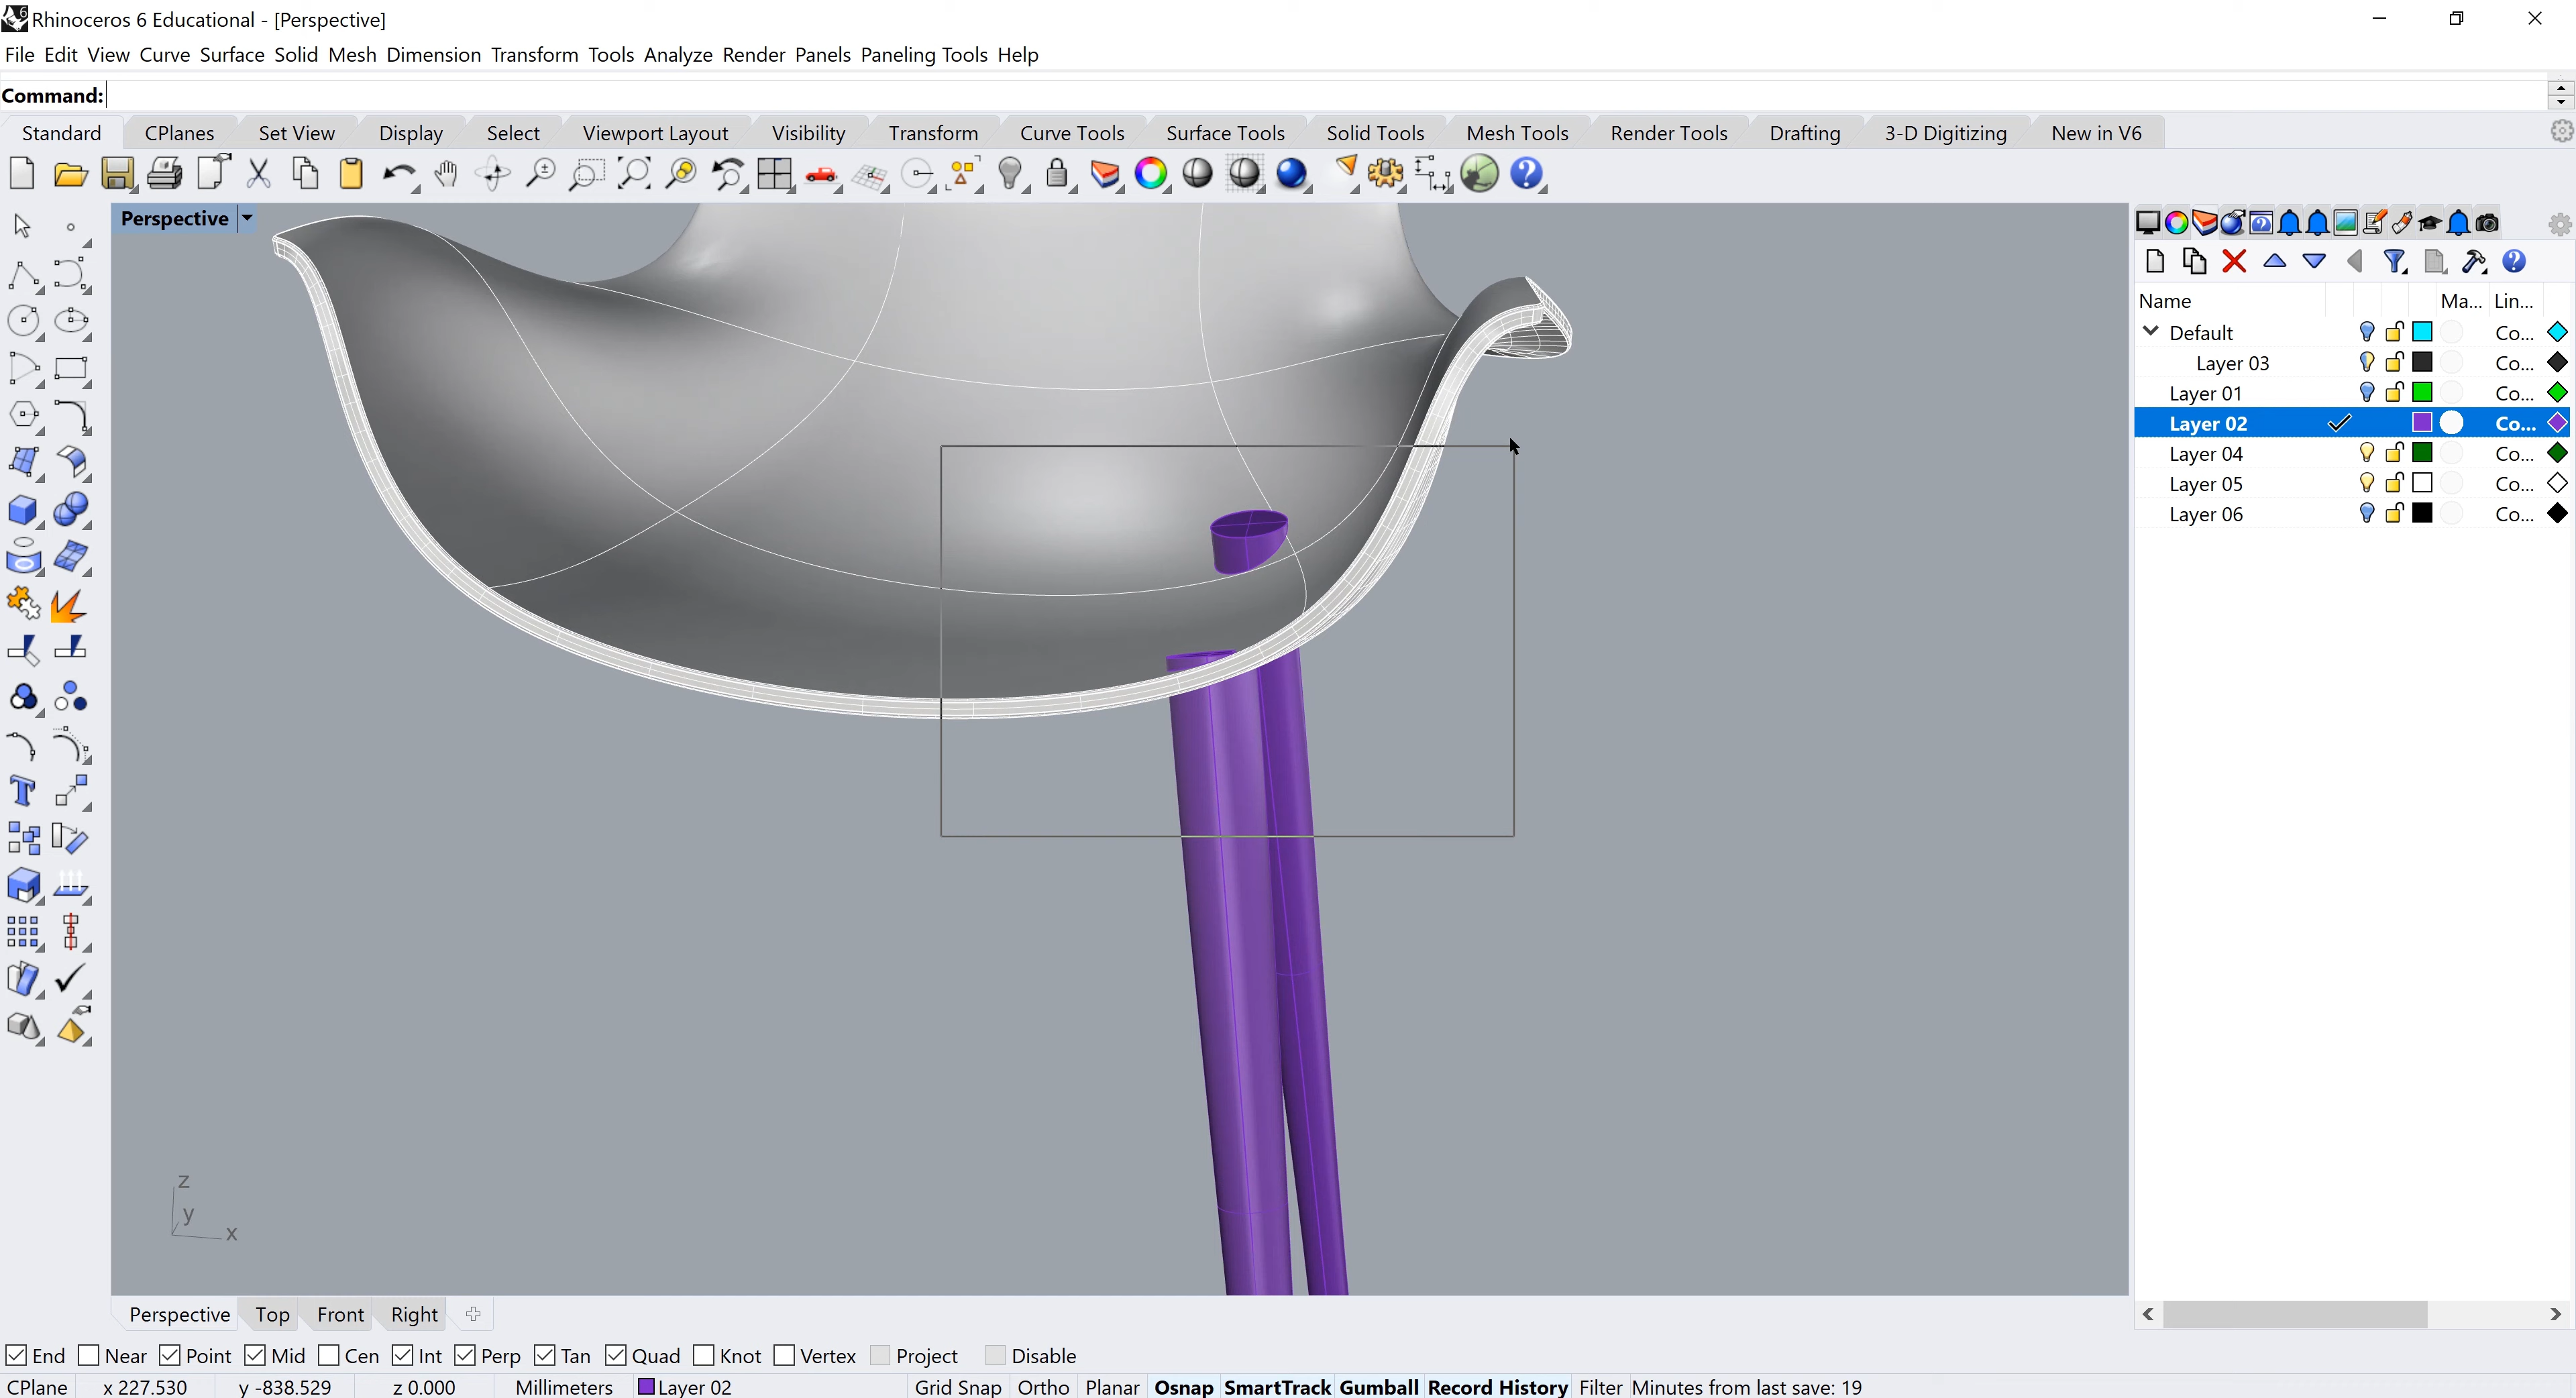 Rhinoceros 6 Educational - [Perspective]
File Edit View Curve Surface Solid Mesh Dimension Transform Tools Analyze Render Panels Paneling Tools Help
Command:
Standard CPlanes Set View Display Select Viewport Layout Visibility Transform Curve Tools Surface Tools Solid Tools Mesh Tools Render Tools Drafting 3-D Digitizing New in V6
Perspective
Name Ma... Lin...
Default Co...
Layer 03 Co...
Layer 01 Co...
Layer 02 Co...
Layer 04 Co...
Layer 05 Co...
Layer 06 Co...
z
y
x
Perspective Top Front Right
End Near Point Mid Cen Int Perp Tan Quad Knot Vertex Project Disable
CPlane x 227.530 y -838.529 z 0.000 Millimeters Layer 02 Grid Snap Ortho Planar Osnap SmartTrack Gumball Record History Filter Minutes from last save: 19